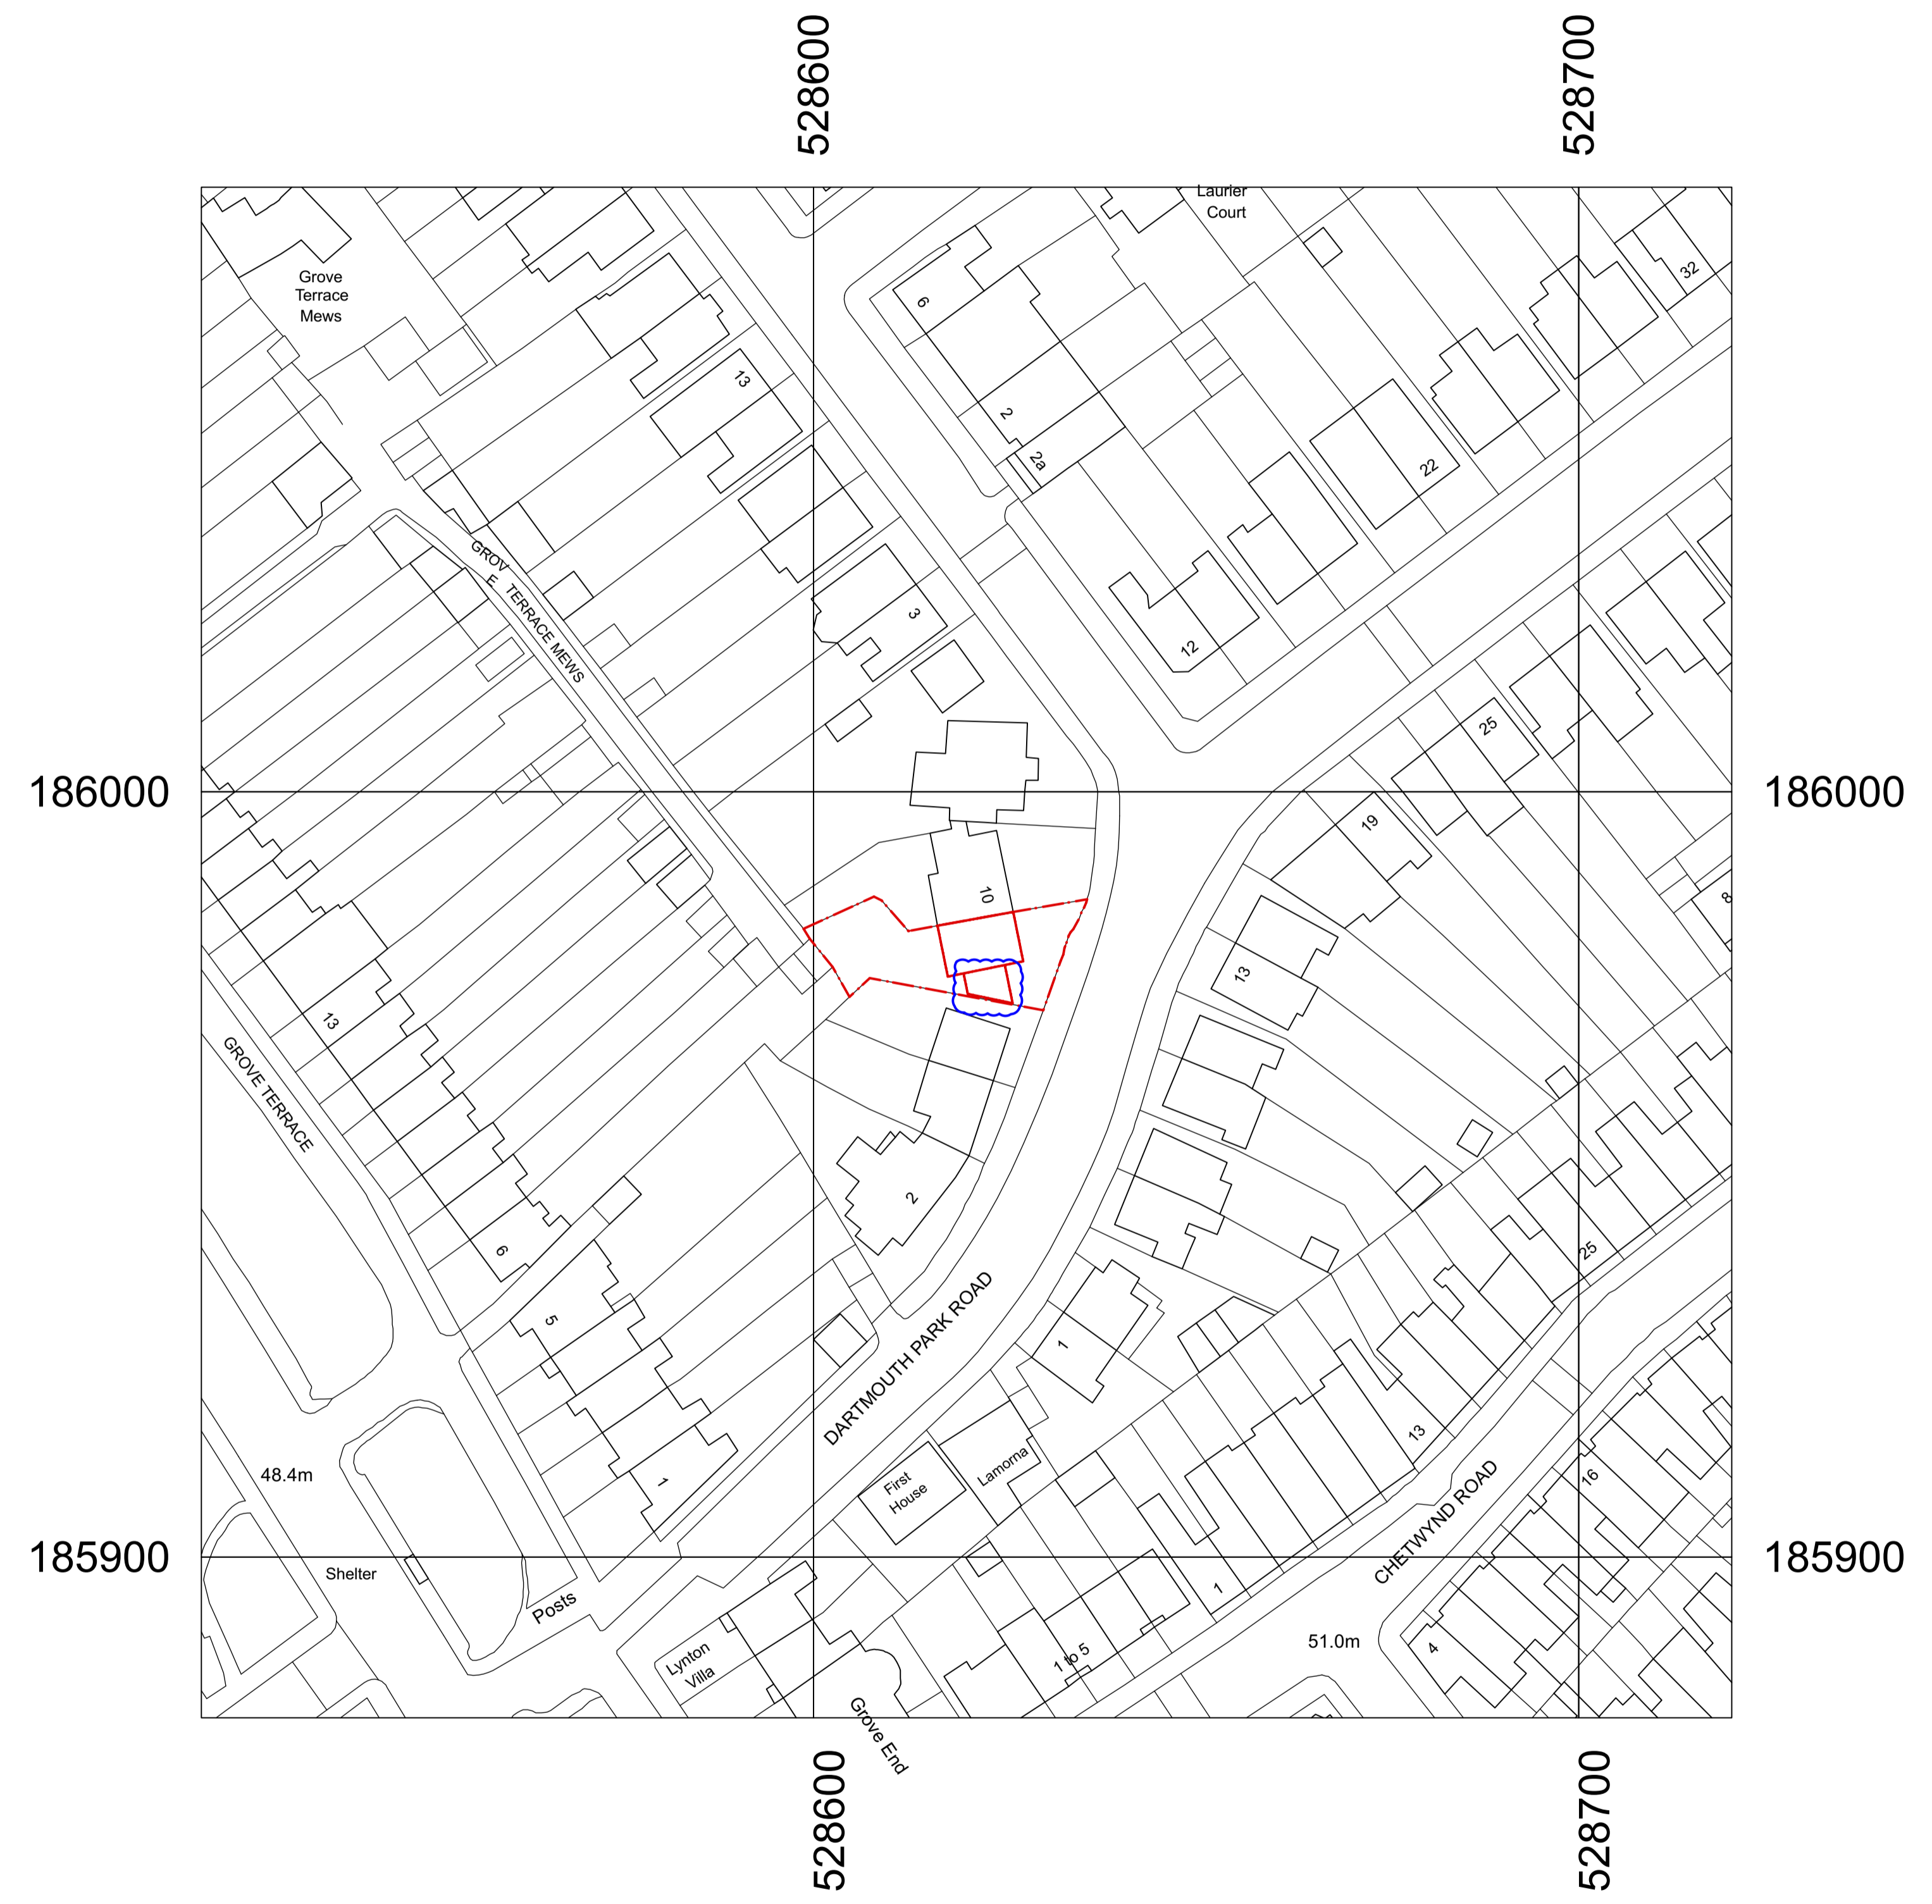 528600
528700
Laurier
Court
32
Grove
Terrace
Mews
6
13
2
2a
22
GROV
E
TERRACE MEWS
3
12
25
186000
186000
19
10
8
13
13
GROVE TERRACE
2
6
25
5
1
DARTMOUTH PARK ROAD
13
Lamorna
First
House
48.4m
1
16
CHETWYND ROAD
185900
185900
Shelter
Posts
1
51.0m
4
1 to 5
Lynton
Villa
Grove End
528600
528700